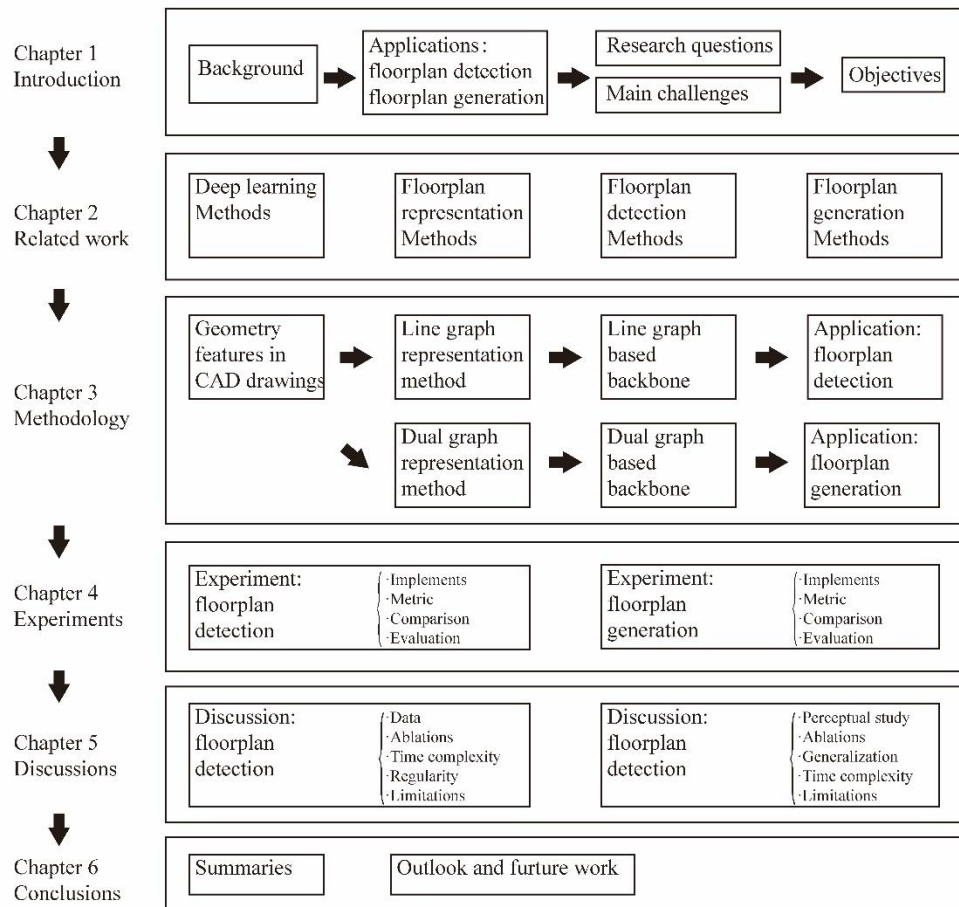 Chapter 1
Introduction
Background
Applications:
floorplan detection
floorplan generation
Research questions
Main challenges
Objectives
Chapter 2
Related work
Deep learning
Methods
Floorplan
representation
Methods
Floorplan
detection
Methods
Floorplan
generation
Methods
Chapter 3
Methodology
Geometry
features in
CAD drawings
Line graph
representation
method
Line graph
based
backbone
Application:
floorplan
detection
Dual graph
representation
method
Dual graph
based
backbone
Application:
floorplan
generation
Chapter 4
Experiments
Experiment:
floorplan
detection
·Implements
·Metric
·Comparison
·Evaluation
Experiment:
floorplan
generation
·Implements
·Metric
·Comparison
·Evaluation
Chapter 5
Discussions
Discussion:
floorplan
detection
·Data
·Ablations
·Time complexity
·Regularity
·Limitations
Discussion:
floorplan
detection
·Perceptual study
·Ablations
·Generalization
·Time complexity
·Limitations
Chapter 6
Conclusions
Summaries
Outlook and furture work